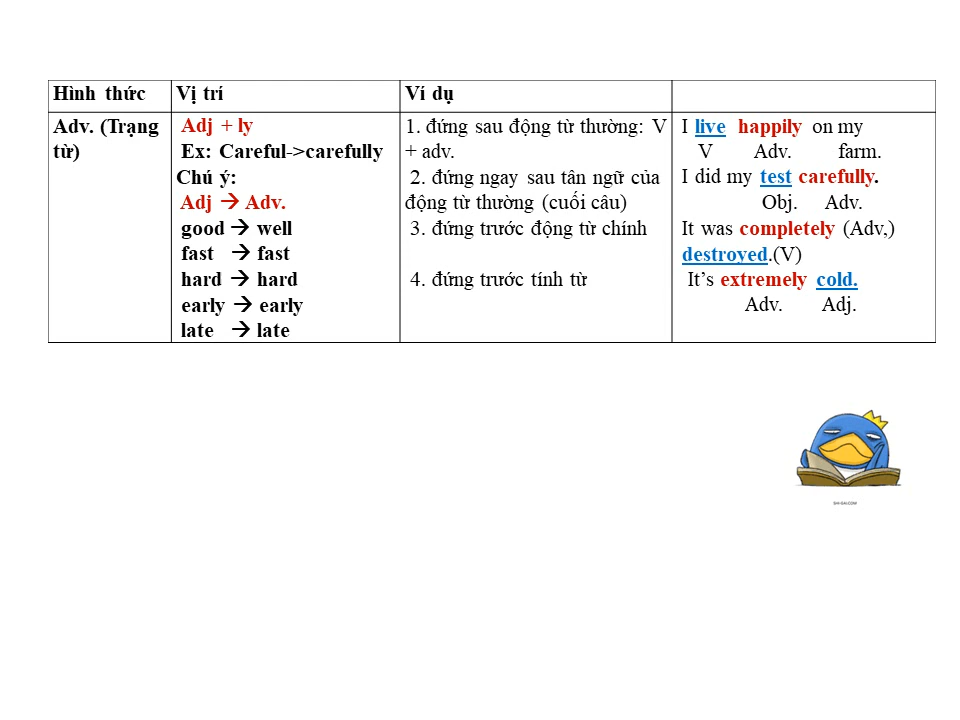 Hình thức Vị trí Ví dụ
Adv. (Trạng
từ)
Adj + ly
Ex: Careful->carefully
Chú ý:
Adj → Adv.
good → well
fast → fast
hard → hard
early → early
late → late
1. đứng sau động từ thường: V
+ adv.
2. đứng ngay sau tân ngữ của
động từ thường (cuối câu)
3. đứng trước động từ chính
4. đứng trước tính từ
I live happily on my
V Adv. farm.
I did my test carefully.
Obj. Adv.
It was completely (Adv,)
destroyed.(V)
It's extremely cold.
Adv. Adj.